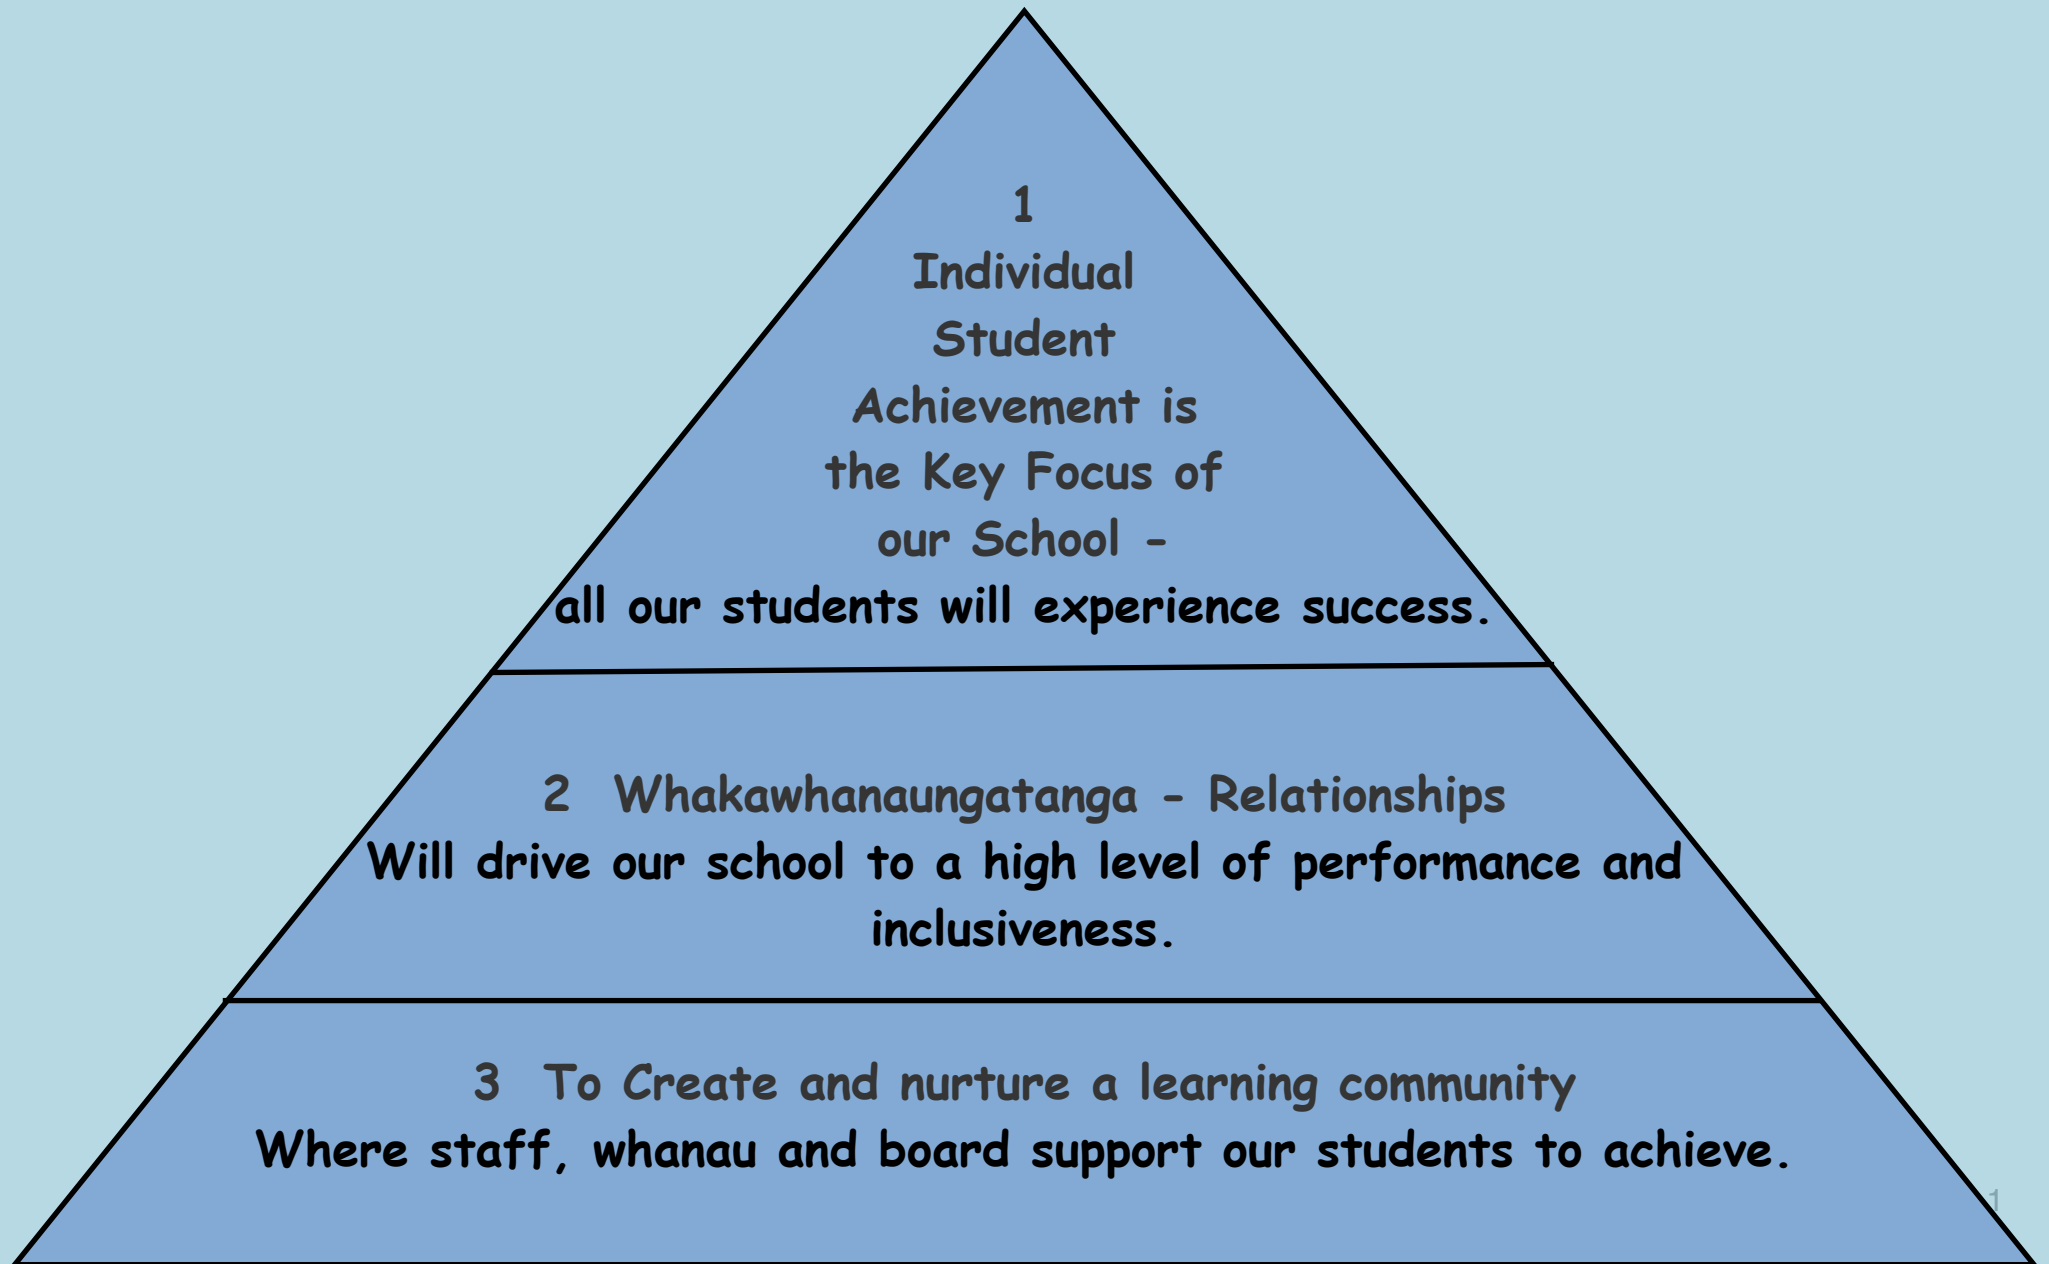 1
Individual
Student
Achievement is
the Key Focus of
our School -
all our students will experience success.
2 Whakawhanaungatanga - Relationships
Will drive our school to a high level of performance and
inclusiveness.
3 To Create and nurture a learning community
Where staff, whanau and board support our students to achieve.
1